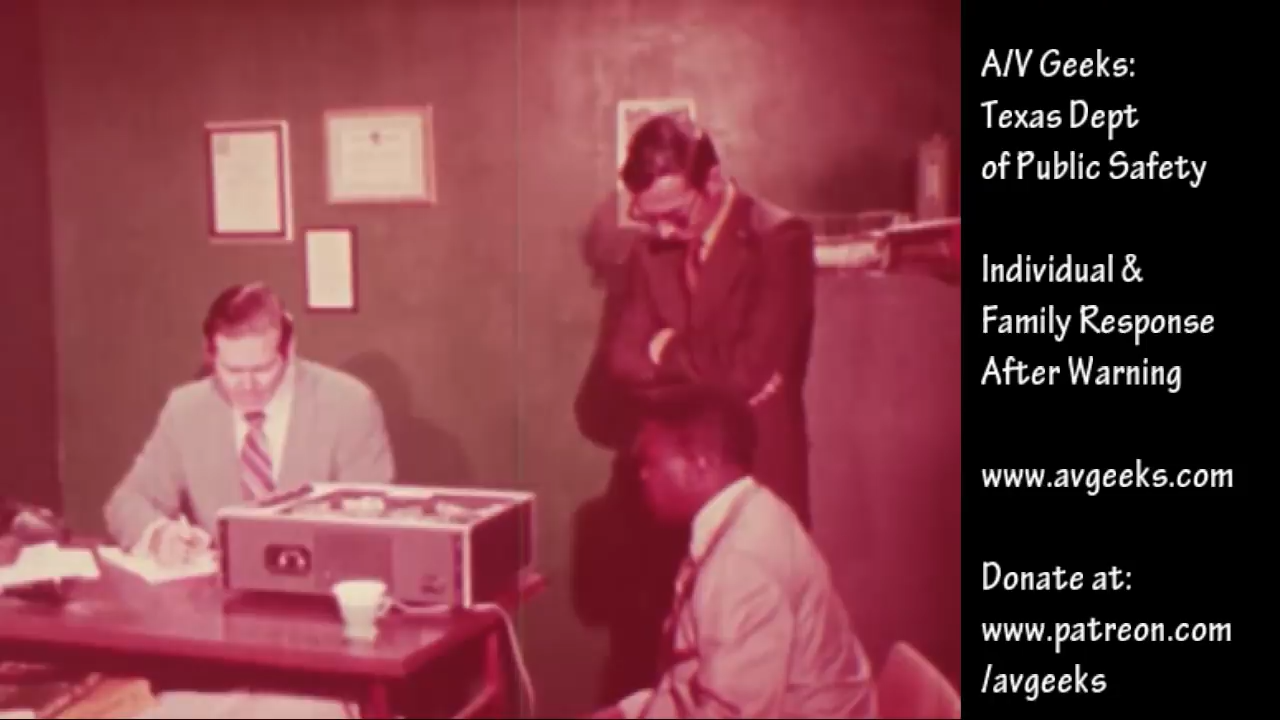 A/V Geeks:
Texas Dept
of Public Safety
Individual &
Family Response
After Warning
www.avgeeks.com
Donate at:
www.patreon.com
/avgeeks